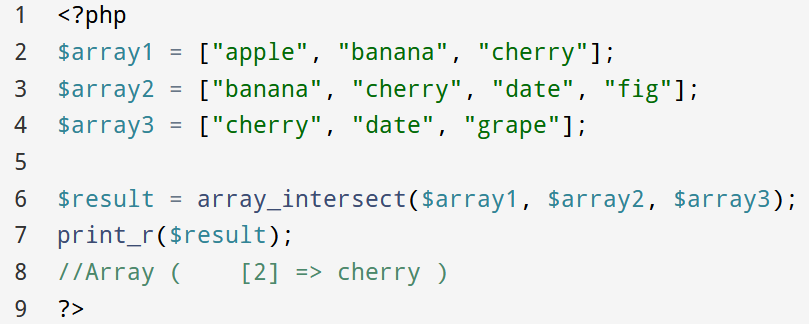 1 <?php
2 $array1 = ["apple", "banana", "cherry"];
3 $array2 = ["banana", "cherry", "date", "fig"];
4 $array3 = ["cherry", "date", "grape"];
5
6 $result = array_intersect($array1, $array2, $array3);
7 print_r($result);
8 //Array (    [2] => cherry )
9 ?>